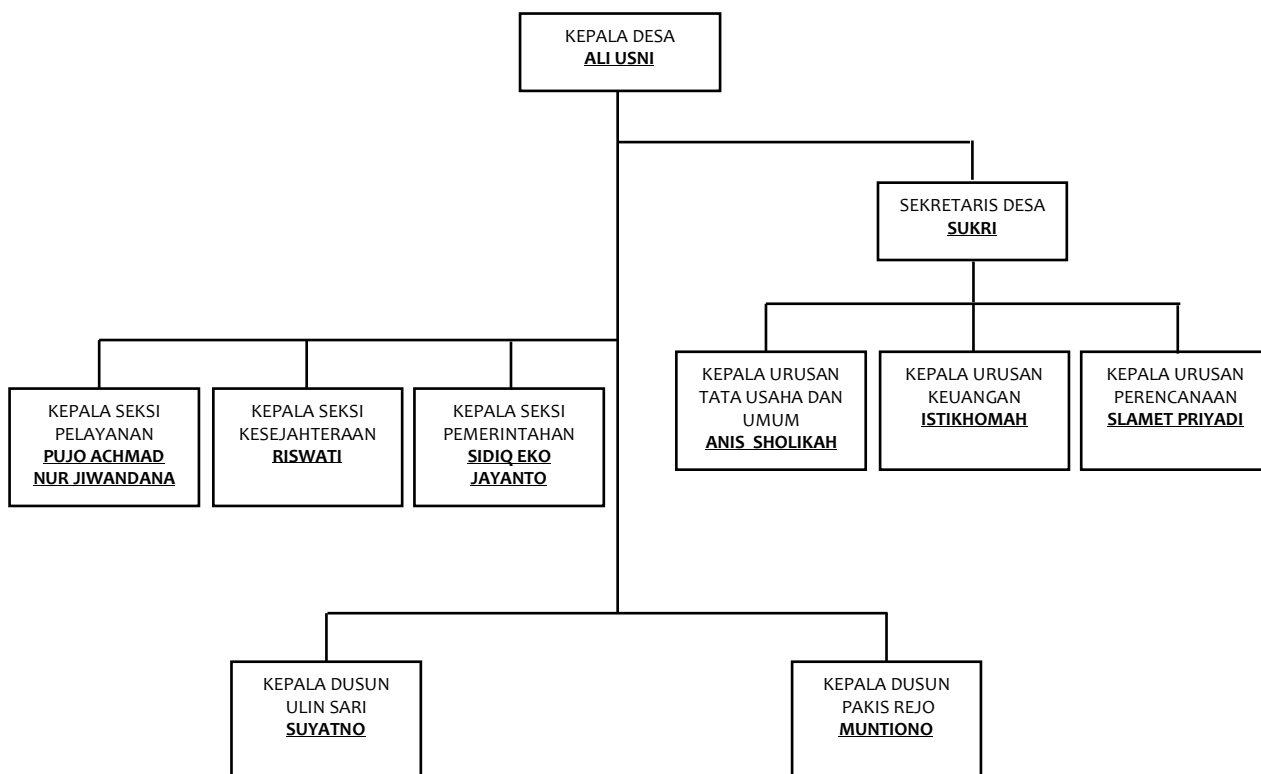 KEPALA DESA
ALI USNI
SEKRETARIS DESA
SUKRI
KEPALA URUSAN
TATA USAHA DAN
UMUM
ANIS SHOLIKAH
KEPALA URUSAN
KEUANGAN
ISTIKHOMAH
KEPALA URUSAN
PERENCANAAN
SLAMET PRIYADI
KEPALA SEKSI
PELAYANAN
PUJO ACHMAD
NUR JIWANDANA
KEPALA SEKSI
KESEJAHTERAAN
RISWATI
KEPALA SEKSI
PEMERINTAHAN
SIDIQ EKO
JAYANTO
KEPALA DUSUN
ULIN SARI
SUYATNO
KEPALA DUSUN
PAKIS REJO
MUNTIONO